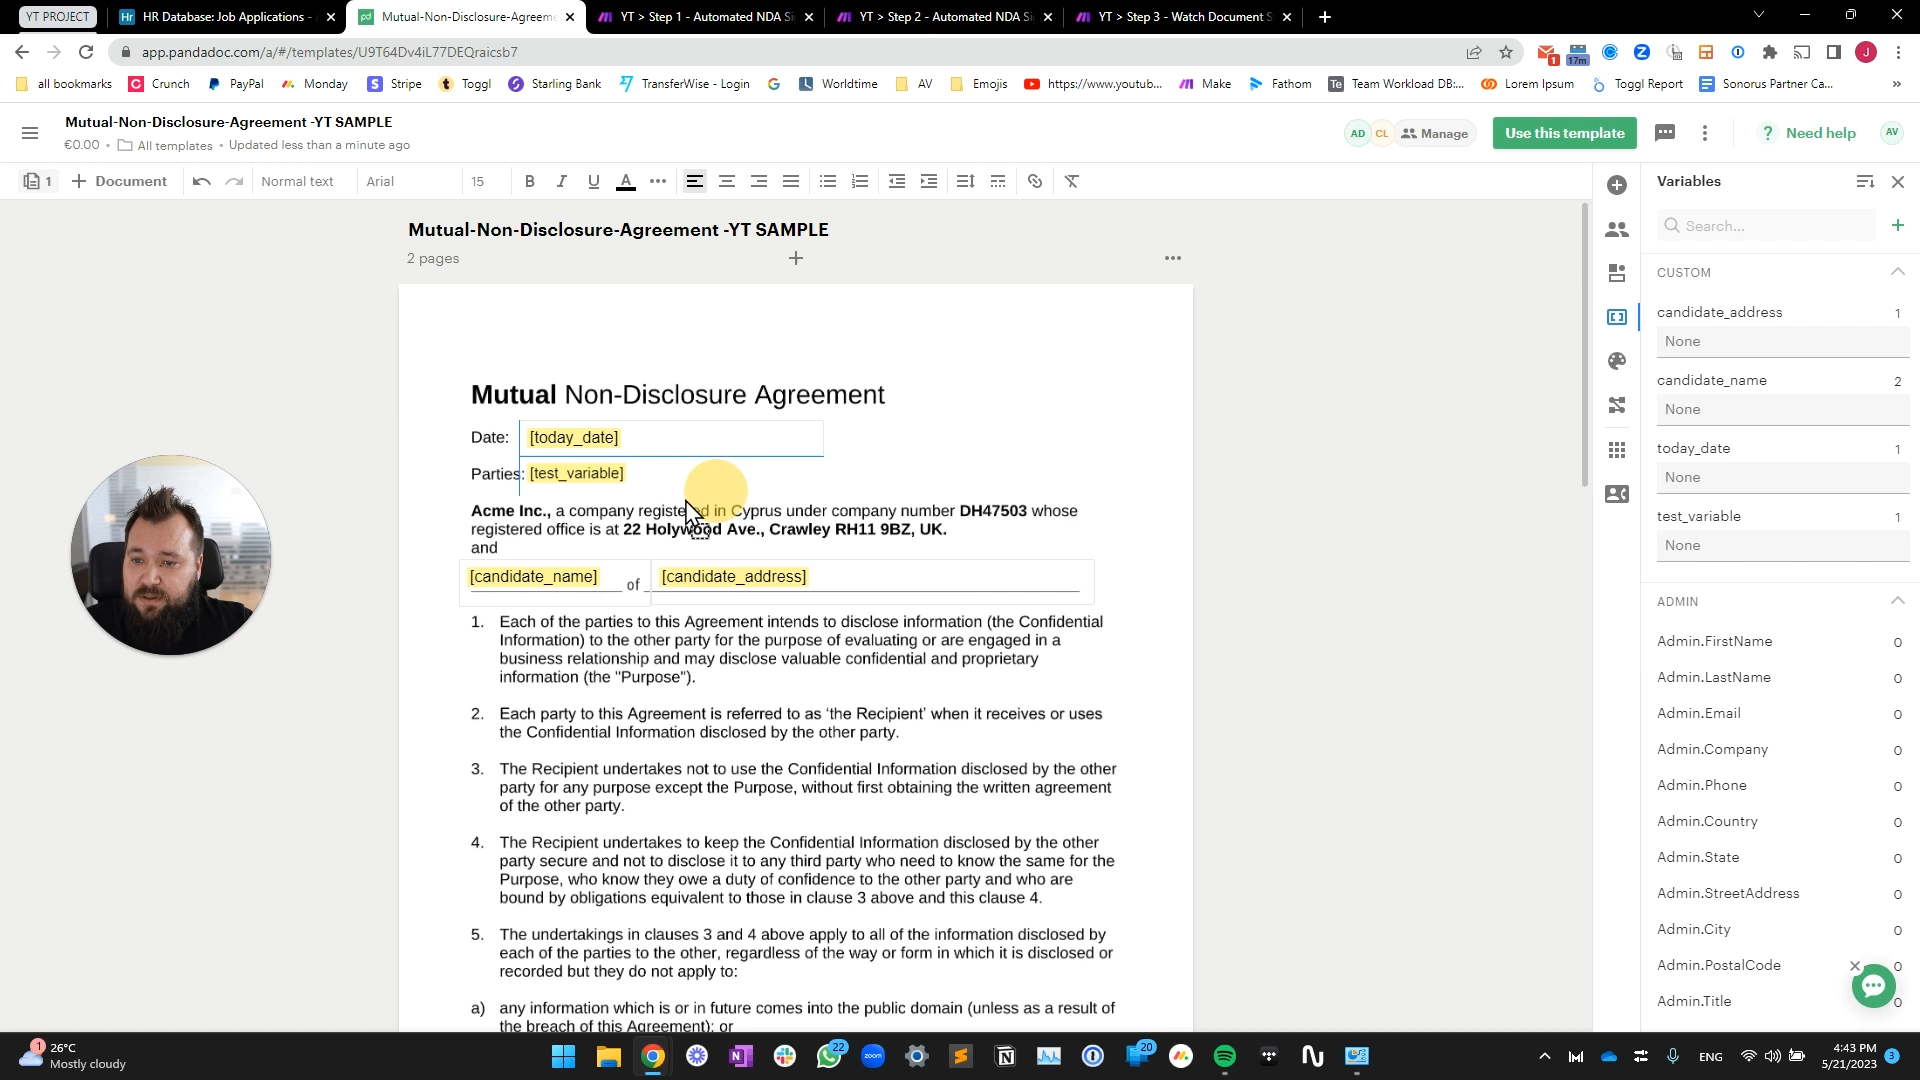 YT PROJECT
HR Database: Job Applications -
Mutual-Non-Disclosure-Agreeme
YT > Step 1 - Automated NDA Si
YT > Step 2 - Automated NDA Si
YT > Step 3 - Watch Document S
app.pandadoc.com/a/#/templates/U9T64Dv4iL77DEQraicsb7
1
17m
J
all bookmarks
Crunch
PayPal
Monday
Stripe
Toggl
Starling Bank
TransferWise - Login
Worldtime
AV
Emojis
https://www.youtub...
Make
Fathom
Team Workload DB:...
Lorem Ipsum
Toggl Report
Sonorus Partner Ca...
»
Mutual-Non-Disclosure-Agreement -YT SAMPLE
€0.00 • All templates • Updated less than a minute ago
AD
CL
Manage
Use this template
Need help
AV
1
Document
Normal text
Arial
15
B I U A
Variables
Mutual-Non-Disclosure-Agreement -YT SAMPLE
2 pages
Search...
Mutual Non-Disclosure Agreement
Date: [today_date]
Parties: [test_variable]
Acme Inc., a company registered in Cyprus under company number DH47503 whose
registered office is at 22 Holywood Ave., Crawley RH11 9BZ, UK.
and
[candidate_name] of [candidate_address]
1. Each of the parties to this Agreement intends to disclose information (the Confidential
Information) to the other party for the purpose of evaluating or are engaged in a
business relationship and may disclose valuable confidential and proprietary
information (the "Purpose").
2. Each party to this Agreement is referred to as ‘the Recipient’ when it receives or uses
the Confidential Information disclosed by the other party.
3. The Recipient undertakes not to use the Confidential Information disclosed by the other
party for any purpose except the Purpose, without first obtaining the written agreement
of the other party.
4. The Recipient undertakes to keep the Confidential Information disclosed by the other
party secure and not to disclose it to any third party who need to know the same for the
Purpose, who know they owe a duty of confidence to the other party and who are
bound by obligations equivalent to those in clause 3 above and this clause 4.
5. The undertakings in clauses 3 and 4 above apply to all of the information disclosed by
each of the parties to the other, regardless of the way or form in which it is disclosed or
recorded but they do not apply to:
a) any information which is or in future comes into the public domain (unless as a result of
the breach of this Agreement); or
CUSTOM
candidate_address 1
None
candidate_name 2
None
today_date 1
None
test_variable 1
None
ADMIN
Admin.FirstName 0
Admin.LastName 0
Admin.Email 0
Admin.Company 0
Admin.Phone 0
Admin.Country 0
Admin.State 0
Admin.StreetAddress 0
Admin.City 0
Admin.PostalCode 0
Admin.Title 0
1
26°C
Mostly cloudy
22
zoom
20
ENG
4:43 PM
5/21/2023
3